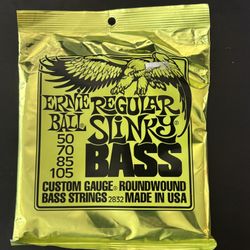 ERNIE BALL
REGULAR SLINKY
BASS
50
70
85
105
CUSTOM GAUGE® ROUNDWOUND
BASS STRINGS 2832 MADE IN USA